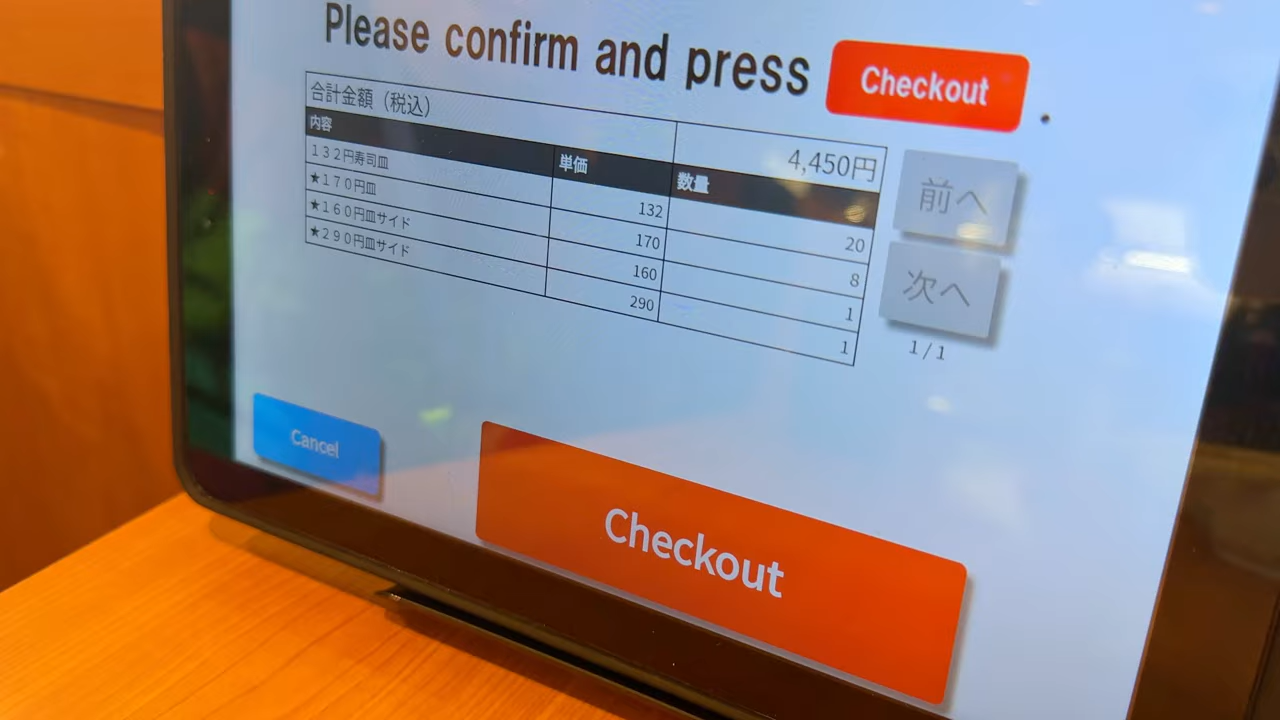 Please confirm and press Checkout .
合計金額（税込） 4,450円
内容 単価 数量
１３２円寿司皿 132 20
★１７０円皿 170 8
★１６０円皿サイド 160 1
★２９０円皿サイド 290 1
前へ
次へ
1/1
Cancel
Checkout